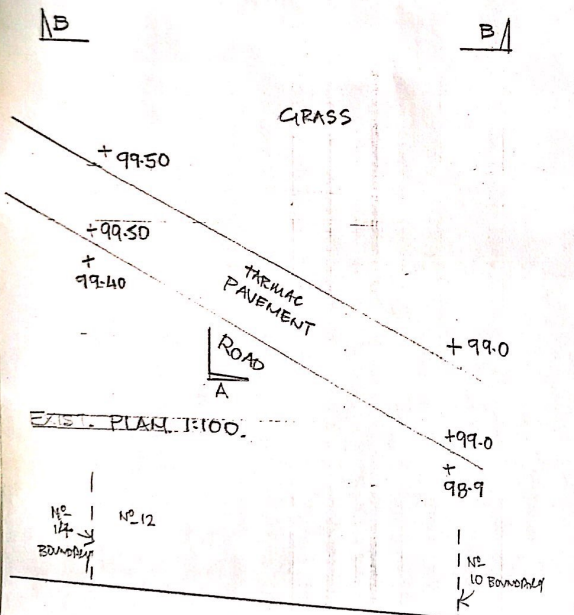 B
B
GRASS
+99.50
+99.50
+
99.40
TARMAC
PAVEMENT
ROAD
A
+99.0
+99.0
+
98.9
EXIST. PLAN 1:100.
Nº
14
BOUNDARY
Nº 12
Nº
10 BOUNDARY